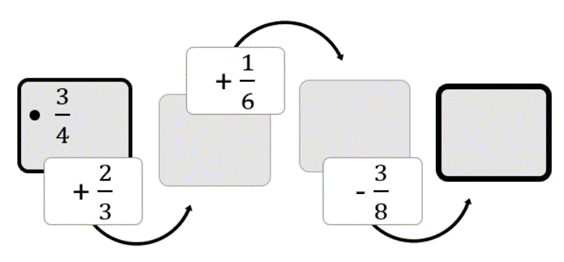 • 3/4
+ 2/3
+ 1/6
- 3/8